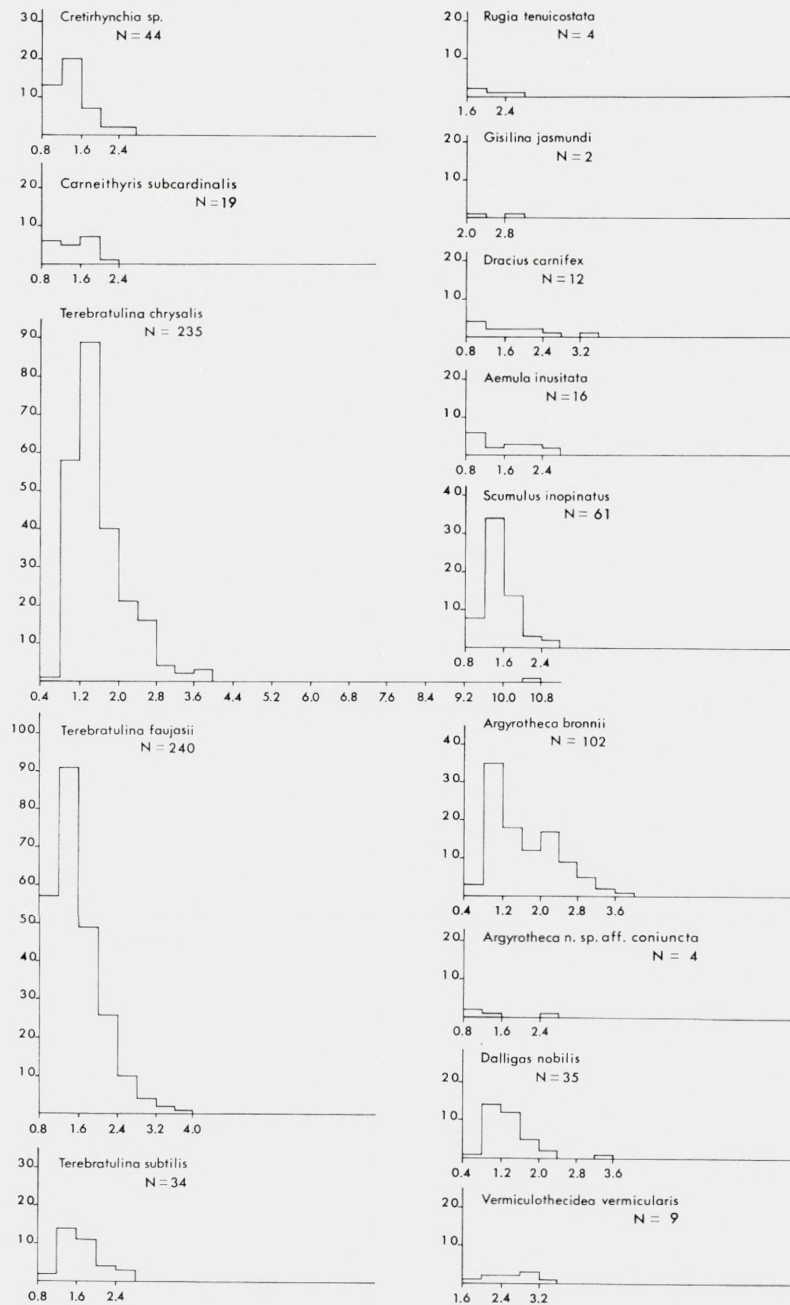 Cretirhynchia sp.
N = 44
30
20
10
0.8 1.6 2.4
Carneithyris subcardinalis
N = 19
20
10
0.8 1.6 2.4
Terebratulina chrysalis
N = 235
90
80
70
60
50
40
30
20
10
0.4 1.2 2.0 2.8 3.6 4.4 5.2 6.0 6.8 7.6 8.4 9.2 10.0 10.8
Terebratulina faujasii
N = 240
100
90
80
70
60
50
40
30
20
10
0.8 1.6 2.4 3.2 4.0
Terebratulina subtilis
N = 34
30
20
10
0.8 1.6 2.4
Rugia tenuicostata
N = 4
20
10
1.6 2.4
Gisilina jasmundi
N = 2
20
10
2.0 2.8
Dracius carnifex
N = 12
20
10
0.8 1.6 2.4 3.2
Aemula inusitata
N = 16
20
10
0.8 1.6 2.4
Scumulus inopinatus
N = 61
40
30
20
10
0.8 1.6 2.4
Argyrotheca bronnii
N = 102
40
30
20
10
0.4 1.2 2.0 2.8 3.6
Argyrotheca n. sp. aff. coniuncta
N = 4
20
10
0.8 1.6 2.4
Dalligas nobilis
N = 35
20
10
0.4 1.2 2.0 2.8 3.6
Vermiculothecidea vermicularis
N = 9
20
10
1.6 2.4 3.2